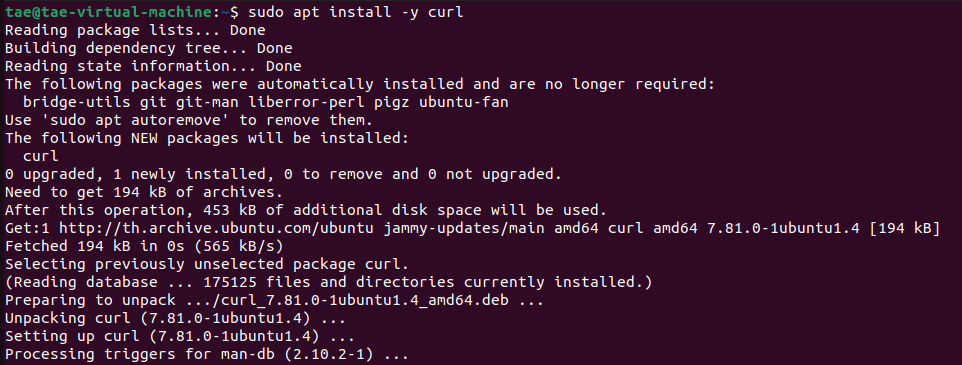 tae@tae-virtual-machine:~$ sudo apt install -y curl
Reading package lists... Done
Building dependency tree... Done
Reading state information... Done
The following packages were automatically installed and are no longer required:
  bridge-utils git git-man liberror-perl pigz ubuntu-fan
Use 'sudo apt autoremove' to remove them.
The following NEW packages will be installed:
  curl
0 upgraded, 1 newly installed, 0 to remove and 0 not upgraded.
Need to get 194 kB of archives.
After this operation, 453 kB of additional disk space will be used.
Get:1 http://th.archive.ubuntu.com/ubuntu jammy-updates/main amd64 curl amd64 7.81.0-1ubuntu1.4 [194 kB]
Fetched 194 kB in 0s (565 kB/s)
Selecting previously unselected package curl.
(Reading database ... 175125 files and directories currently installed.)
Preparing to unpack .../curl_7.81.0-1ubuntu1.4_amd64.deb ...
Unpacking curl (7.81.0-1ubuntu1.4) ...
Setting up curl (7.81.0-1ubuntu1.4) ...
Processing triggers for man-db (2.10.2-1) ...